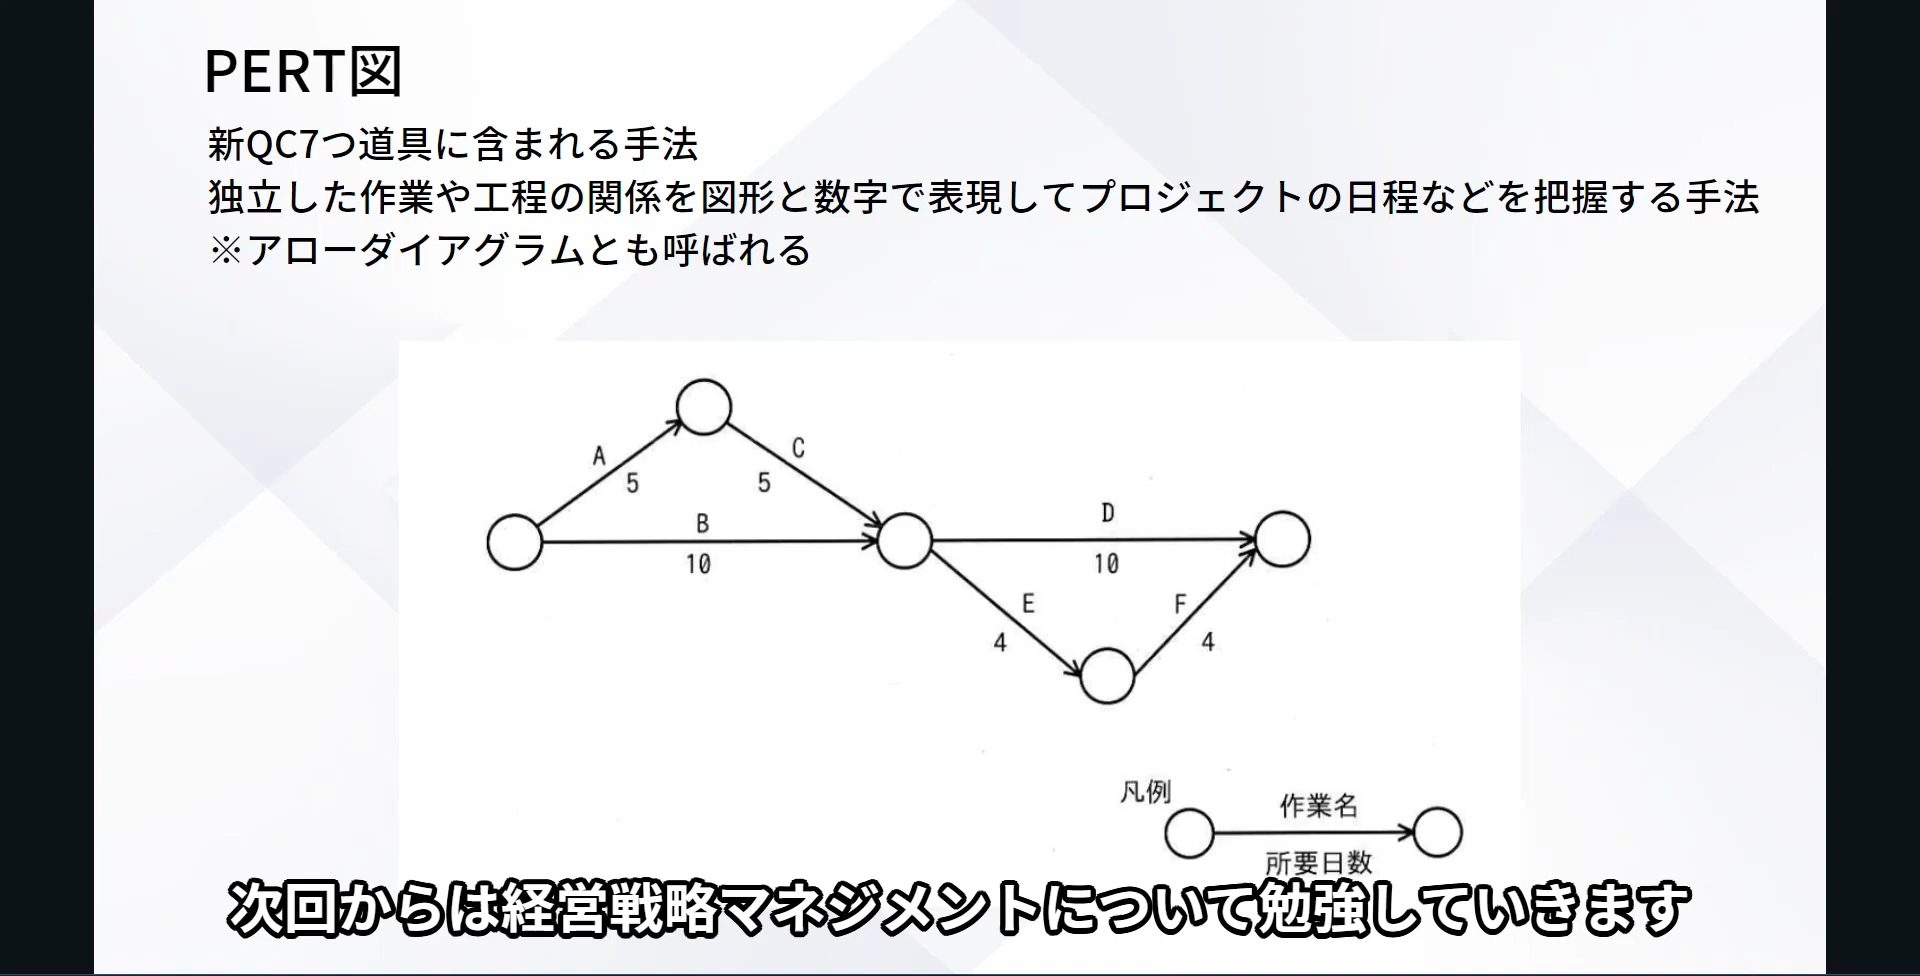 PERT図
新QC7つ道具に含まれる手法
独立した作業や工程の関係を図形と数字で表現してプロジェクトの日程などを把握する手法
※アローダイアグラムとも呼ばれる
A
5
C
5
B
10
D
10
E
4
F
4
凡例
作業名
所要日数
次回からは経営戦略マネジメントについて勉強していきます